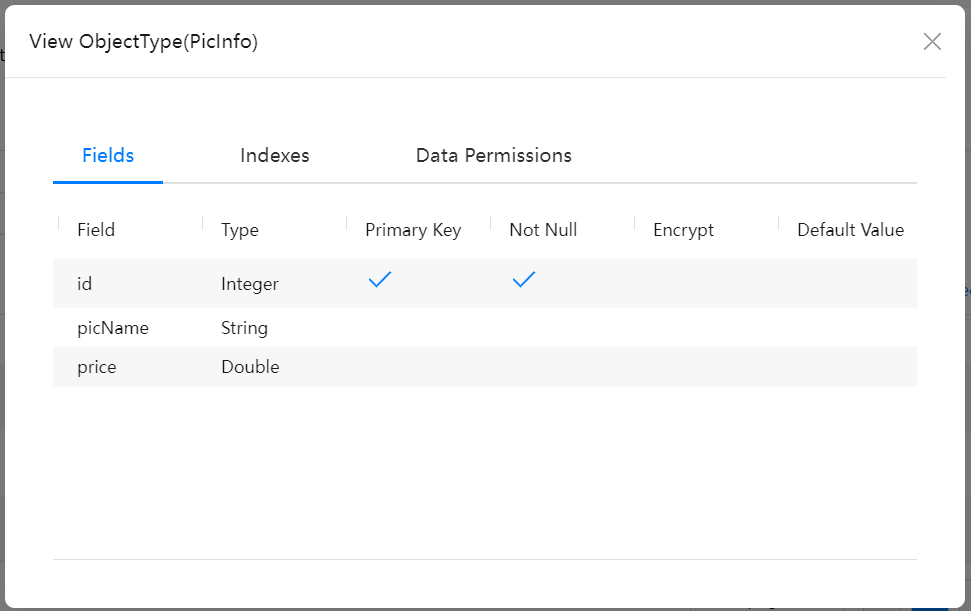 View ObjectType(PicInfo)
Fields Indexes Data Permissions
Field Type Primary Key Not Null Encrypt Default Value
id Integer
picName String
price Double